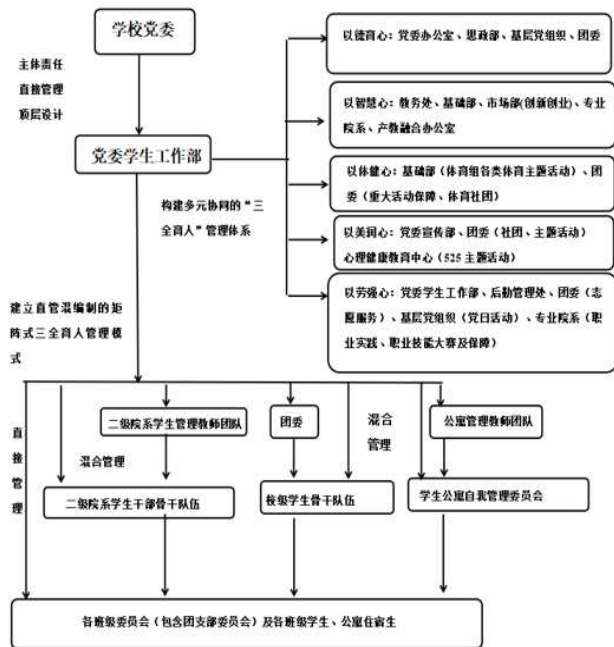 学校党委
主体责任
直接管理
顶层设计
党委学生工作部
以德育心：党委办公室、思政部、基层党组织、团委
以智慧心：教务处、基础部、市场部(创新创业)、专业
院系、产教融合办公室
以体健心：基础部（体育组各类体育主题活动）、团
委（重大活动保障、体育社团）
构建多元协同的“三
全育人”管理体系
以美润心：党委宣传部、团委（社团、主题活动）
心理健康教育中心（525主题活动）
以劳强心：党委学生工作部、后勤管理处、团委（志
愿服务）、基层党组织（党日活动）、专业院系（职
业实践、职业技能大赛及保障）
建立直管混编制的矩
阵式三全育人管理模
式
直接管理
二级院系学生管理教师团队
团委
混合
管理
公寓管理教师团队
混合管理
二级院系学生干部骨干队伍
校级学生骨干队伍
学生公寓自我管理委员会
各班级委员会（包含团支部委员会）及各班级学生、公寓住宿生